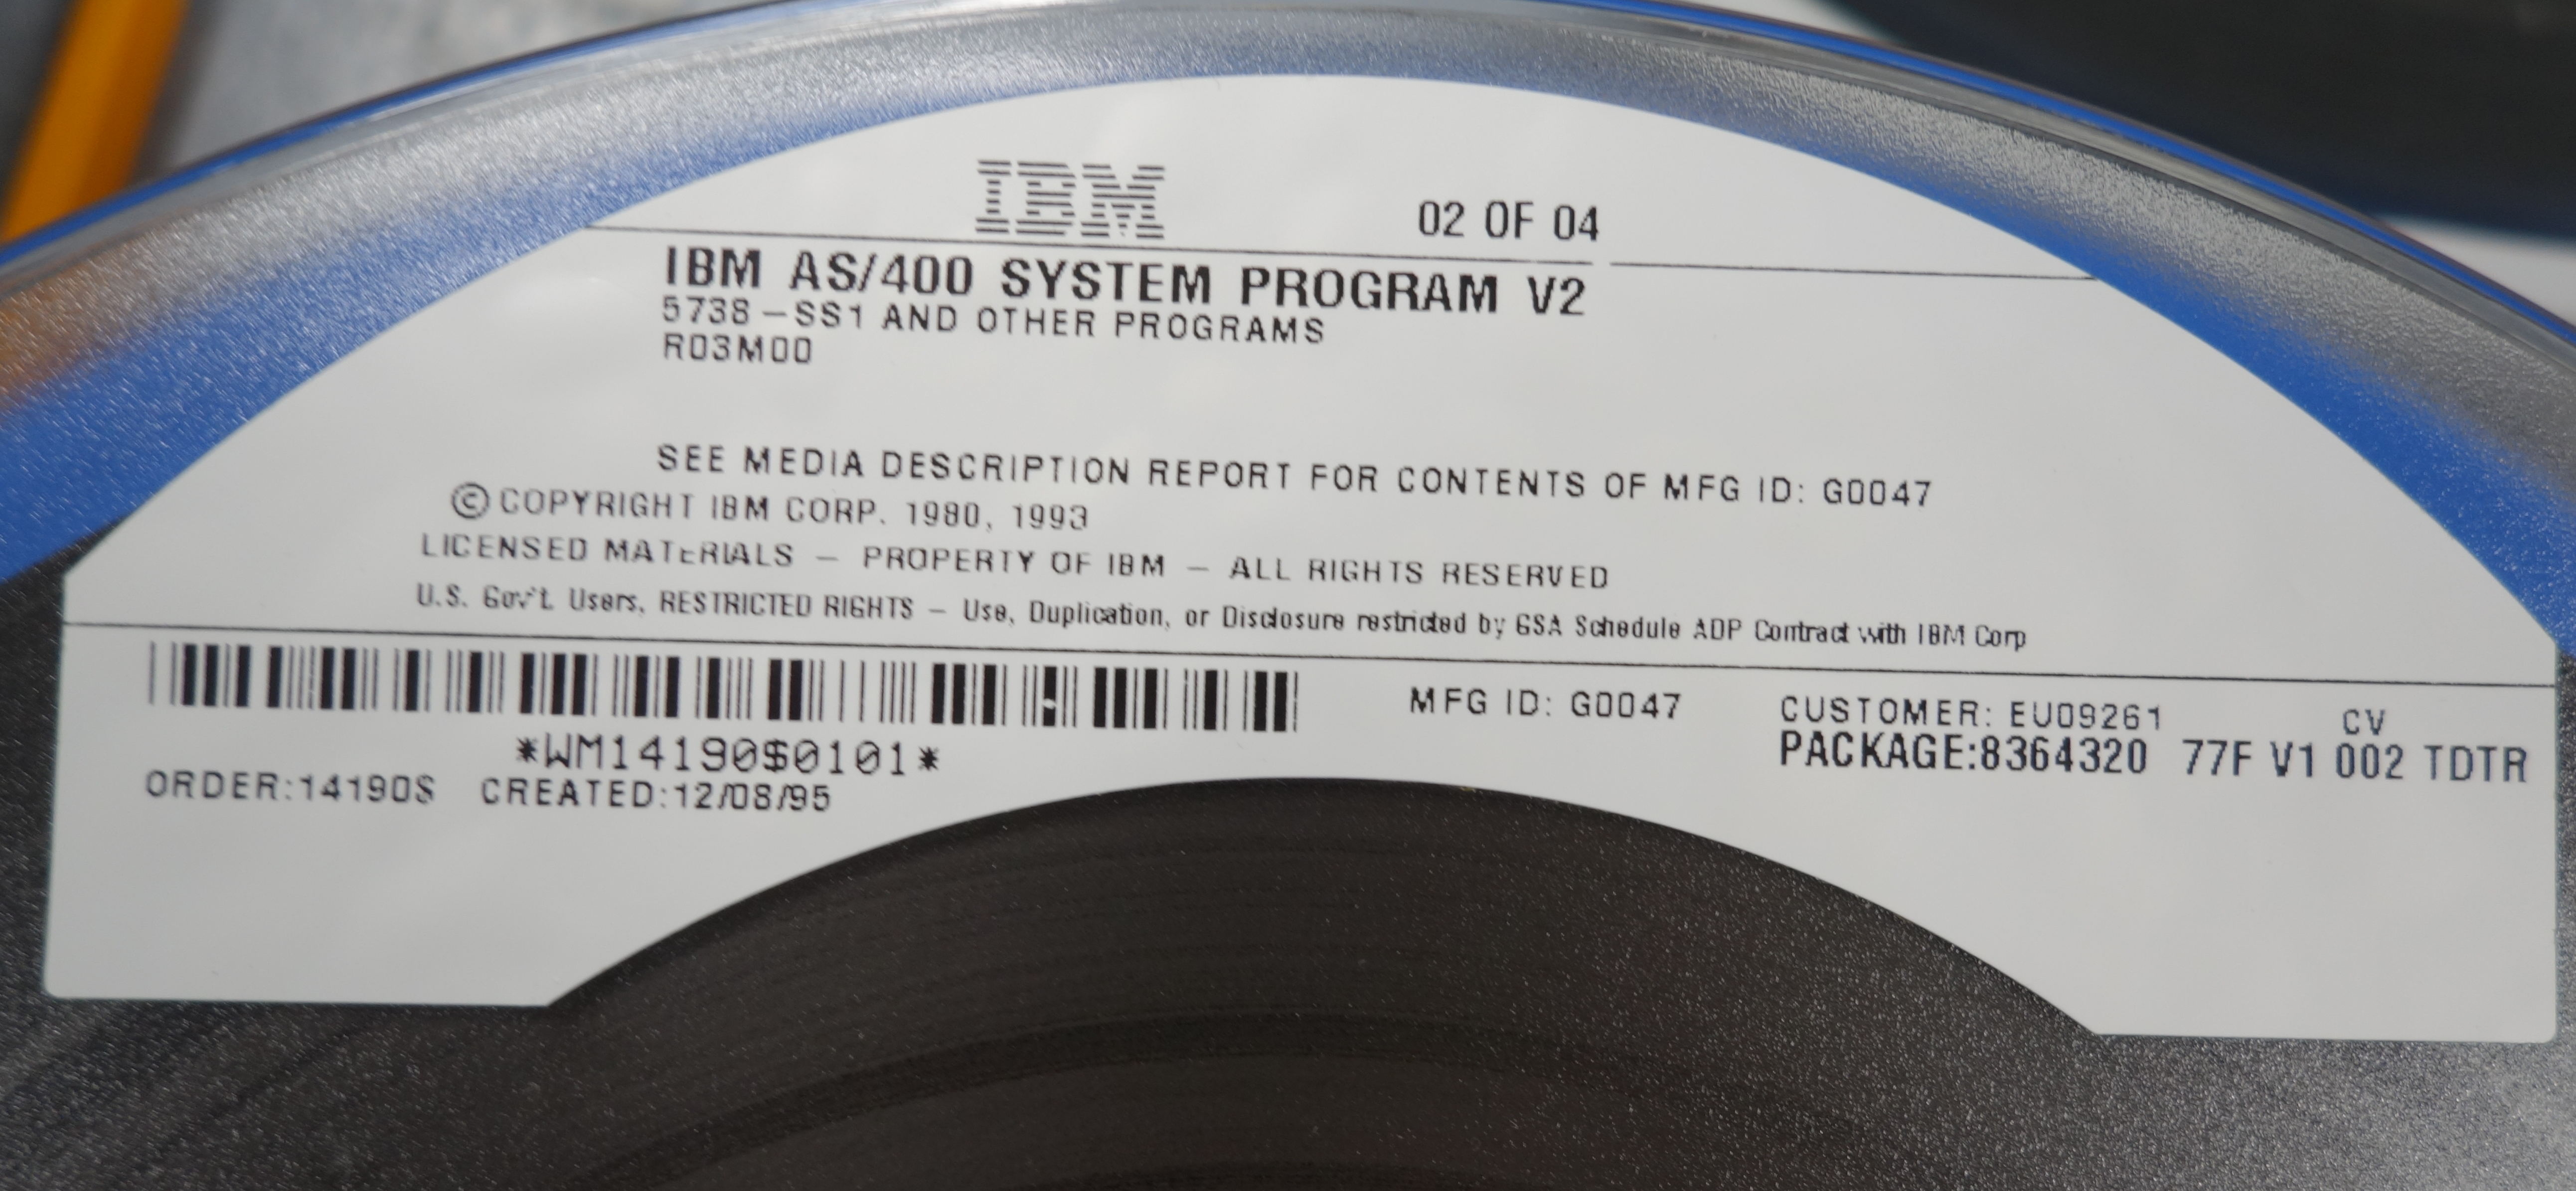 IBM
02 OF 04
IBM AS/400 SYSTEM PROGRAM V2
5738-SS1 AND OTHER PROGRAMS
R03M00
SEE MEDIA DESCRIPTION REPORT FOR CONTENTS OF MFG ID: G0047
© COPYRIGHT IBM CORP. 1980, 1993
LICENSED MATERIALS - PROPERTY OF IBM - ALL RIGHTS RESERVED
U.S. Gov't. Users, RESTRICTED RIGHTS - Use, Duplication, or Disclosure restricted by GSA Schedule ADP Contract with IBM Corp
*WM14190$0101*
ORDER:14190S CREATED:12/08/95
MFG ID: G0047
CUSTOMER: EU09261 CV
PACKAGE:8364320 77F V1 002 TDTR